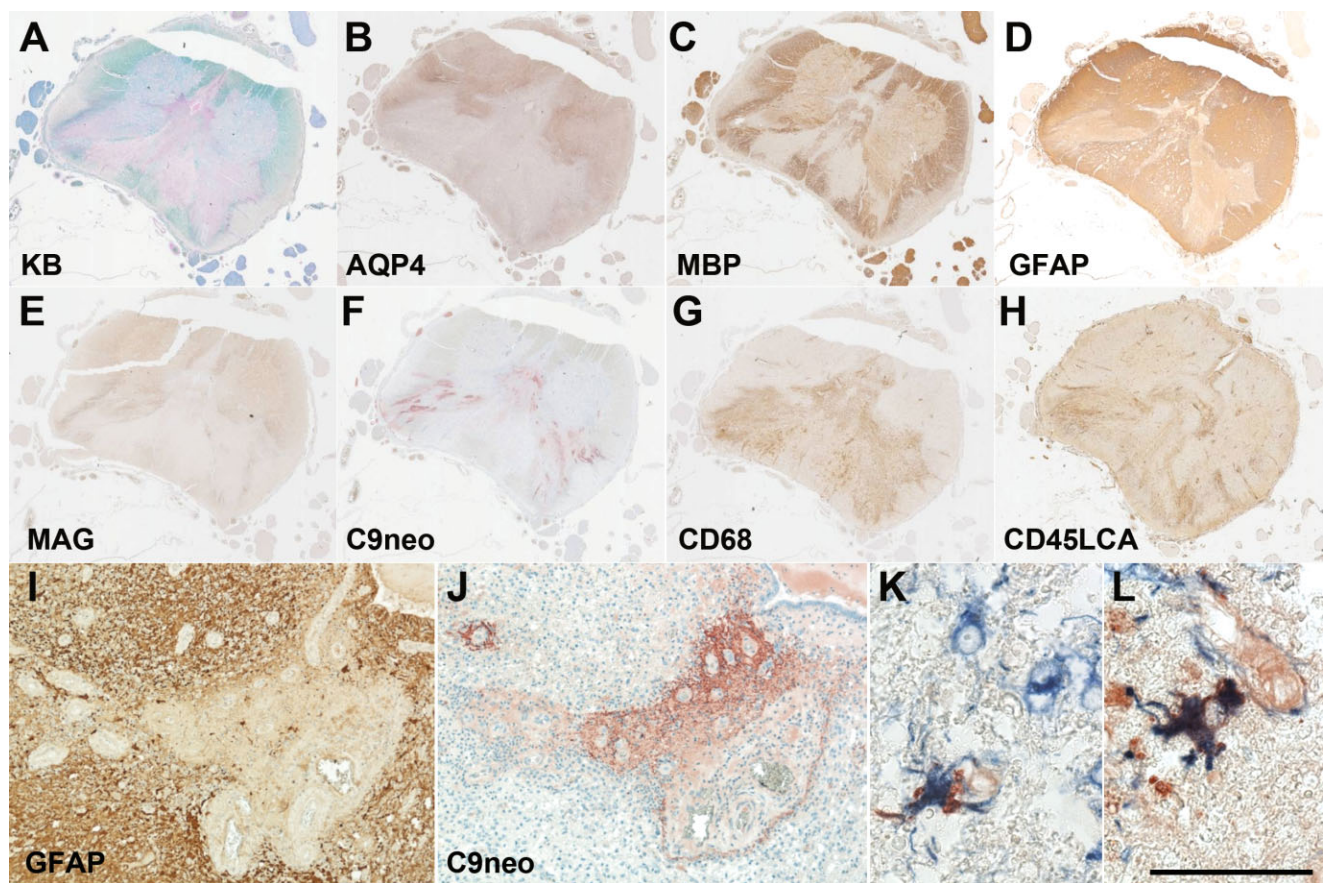 A B C D
KB AQP4 MBP GFAP
E F G H
MAG C9neo CD68 CD45LCA
I J K L
GFAP C9neo